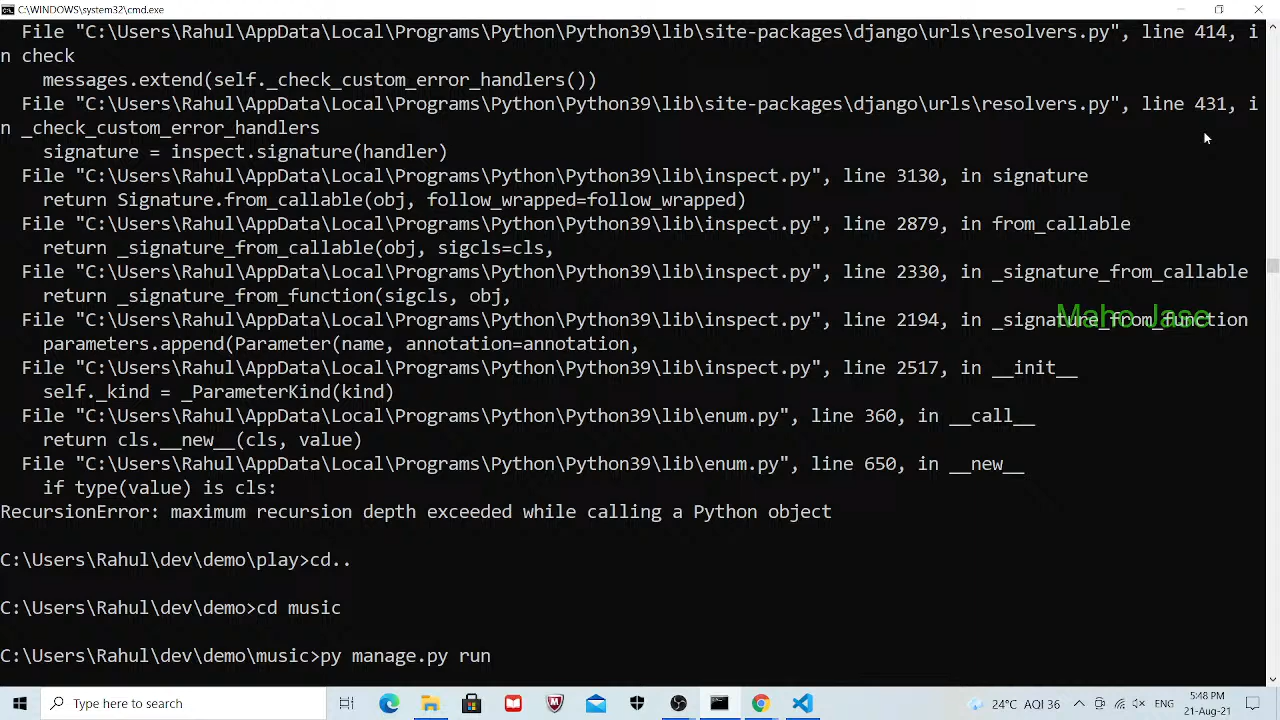 C:\WINDOWS\system32\cmd.exe
File "C:\Users\Rahul\AppData\Local\Programs\Python\Python39\lib\site-packages\django\urls\resolvers.py", line 414, i
n check
messages.extend(self._check_custom_error_handlers())
File "C:\Users\Rahul\AppData\Local\Programs\Python\Python39\lib\site-packages\django\urls\resolvers.py", line 431, i
n _check_custom_error_handlers
signature = inspect.signature(handler)
File "C:\Users\Rahul\AppData\Local\Programs\Python\Python39\lib\inspect.py", line 3130, in signature
return Signature.from_callable(obj, follow_wrapped=follow_wrapped)
File "C:\Users\Rahul\AppData\Local\Programs\Python\Python39\lib\inspect.py", line 2879, in from_callable
return _signature_from_callable(obj, sigcls=cls,
File "C:\Users\Rahul\AppData\Local\Programs\Python\Python39\lib\inspect.py", line 2330, in _signature_from_callable
return _signature_from_function(sigcls, obj,
File "C:\Users\Rahul\AppData\Local\Programs\Python\Python39\lib\inspect.py", line 2194, in _signature_from_function
Maho Jase
parameters.append(Parameter(name, annotation=annotation,
File "C:\Users\Rahul\AppData\Local\Programs\Python\Python39\lib\inspect.py", line 2517, in __init__
self._kind = _ParameterKind(kind)
File "C:\Users\Rahul\AppData\Local\Programs\Python\Python39\lib\enum.py", line 360, in __call__
return cls.__new__(cls, value)
File "C:\Users\Rahul\AppData\Local\Programs\Python\Python39\lib\enum.py", line 650, in __new__
if type(value) is cls:
RecursionError: maximum recursion depth exceeded while calling a Python object
C:\Users\Rahul\dev\demo\play>cd..
C:\Users\Rahul\dev\demo>cd music
C:\Users\Rahul\dev\demo\music>py manage.py run
Type here to search
24°C AQI 36
ENG
5:48 PM
21-Aug-21